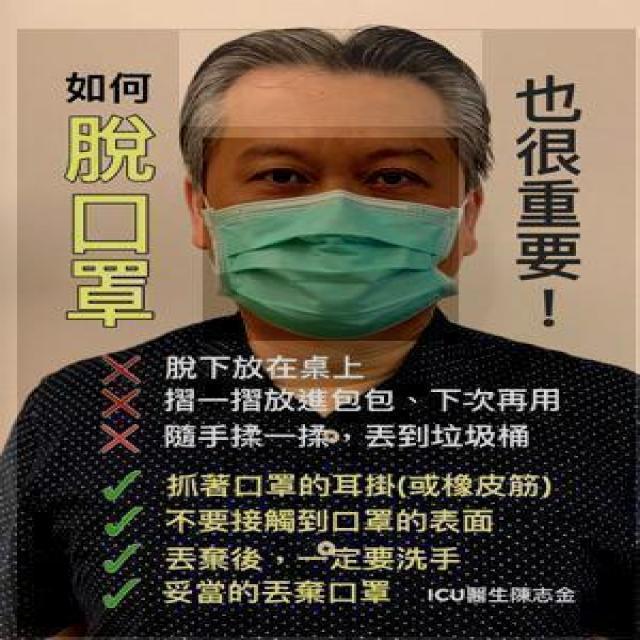 如何
脫口罩
也很重要！
脫下放在桌上
摺一摺放進包包、下次再用
隨手揉一揉，丟到垃圾桶
抓著口罩的耳掛(或橡皮筋)
不要接觸到口罩的表面
丟棄後，一定要洗手
妥當的丟棄口罩
ICU醫生陳志金